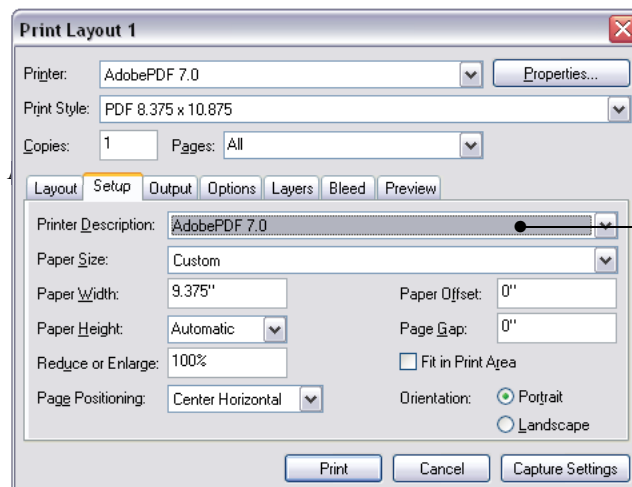 Print Layout 1
Printer: AdobePDF 7.0 Properties...
Print Style: PDF 8.375 x 10.875
Copies: 1 Pages: All
Layout Setup Output Options Layers Bleed Preview
Printer Description: AdobePDF 7.0
Paper Size: Custom
Paper Width: 9.375" Paper Offset: 0"
Paper Height: Automatic Page Gap: 0"
Reduce or Enlarge: 100% Fit in Print Area
Page Positioning: Center Horizontal Orientation: Portrait
Landscape
Print Cancel Capture Settings